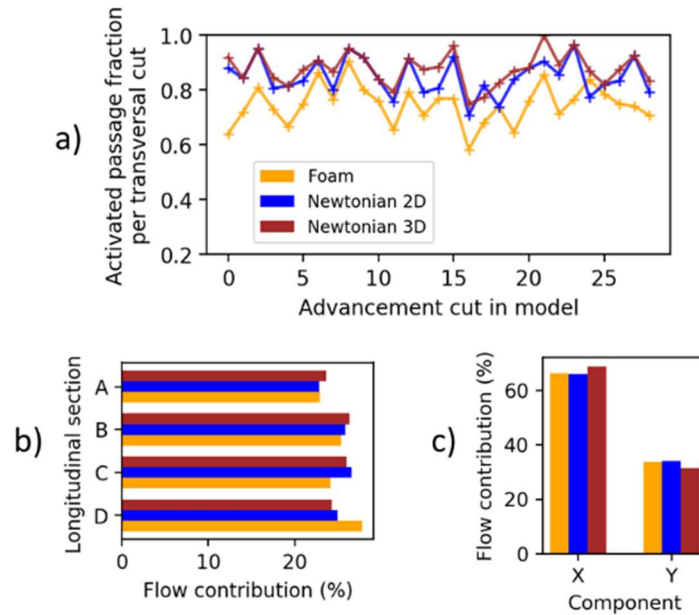 a)
Activated passage fraction
per transversal cut
1.0
0.8
0.6
0.4
0.2
Foam
Newtonian 2D
Newtonian 3D
0 5 10 15 20 25
Advancement cut in model
b)
Longitudinal section
A
B
C
D
0 10 20
Flow contribution (%)
c)
Flow contribution (%)
60
40
20
0
X Y
Component